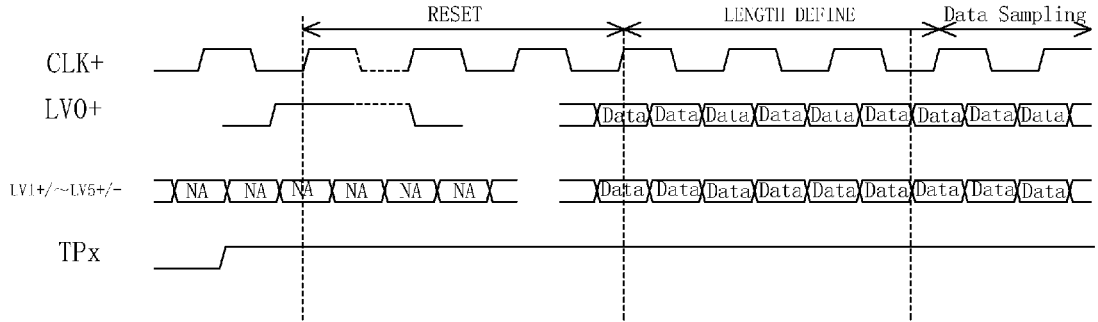 RESET LENGTH DEFINE Data Sampling
CLK+
LV0+ Data Data Data Data Data Data Data Data Data
LV1+/～LV5+/- NA NA NA NA NA NA Data Data Data Data Data Data Data Data Data
TPx